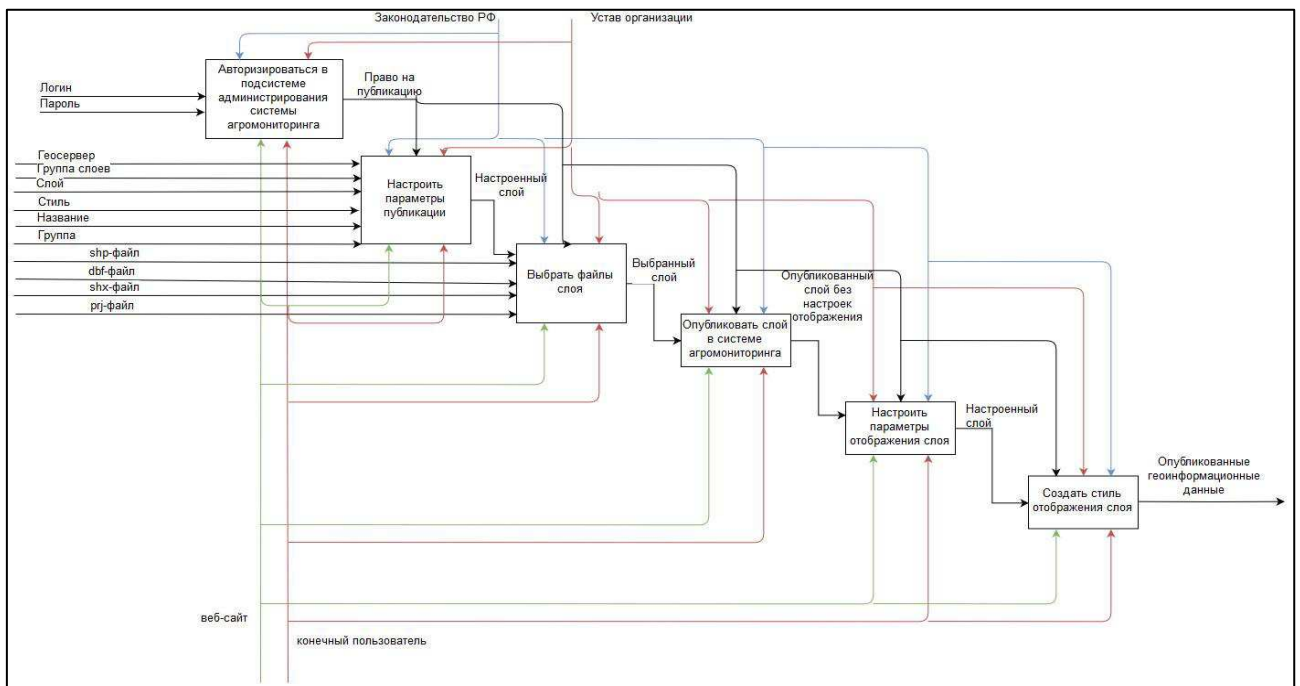 Законодательство РФ
Устав организации
Авторизироваться в
подсистеме
администрирования
системы
агромониторинга
Право на
публикацию
Логин
Пароль
Геосервер
Группа слоев
Слой
Стиль
Название
Группа
Настроить
параметры
публикации
Настроенный
слой
shp-файл
dbf-файл
shx-файл
prj-файл
Выбрать файлы
слоя
Выбранный
слой
Опубликованный
слой без
настроек
отображения
Опубликовать слой
в системе
агромониторинга
Настроить
параметры
отображения слоя
Настроенный
слой
Создать стиль
отображения слоя
Опубликованные
геоинформационные
данные
веб-сайт
конечный пользователь